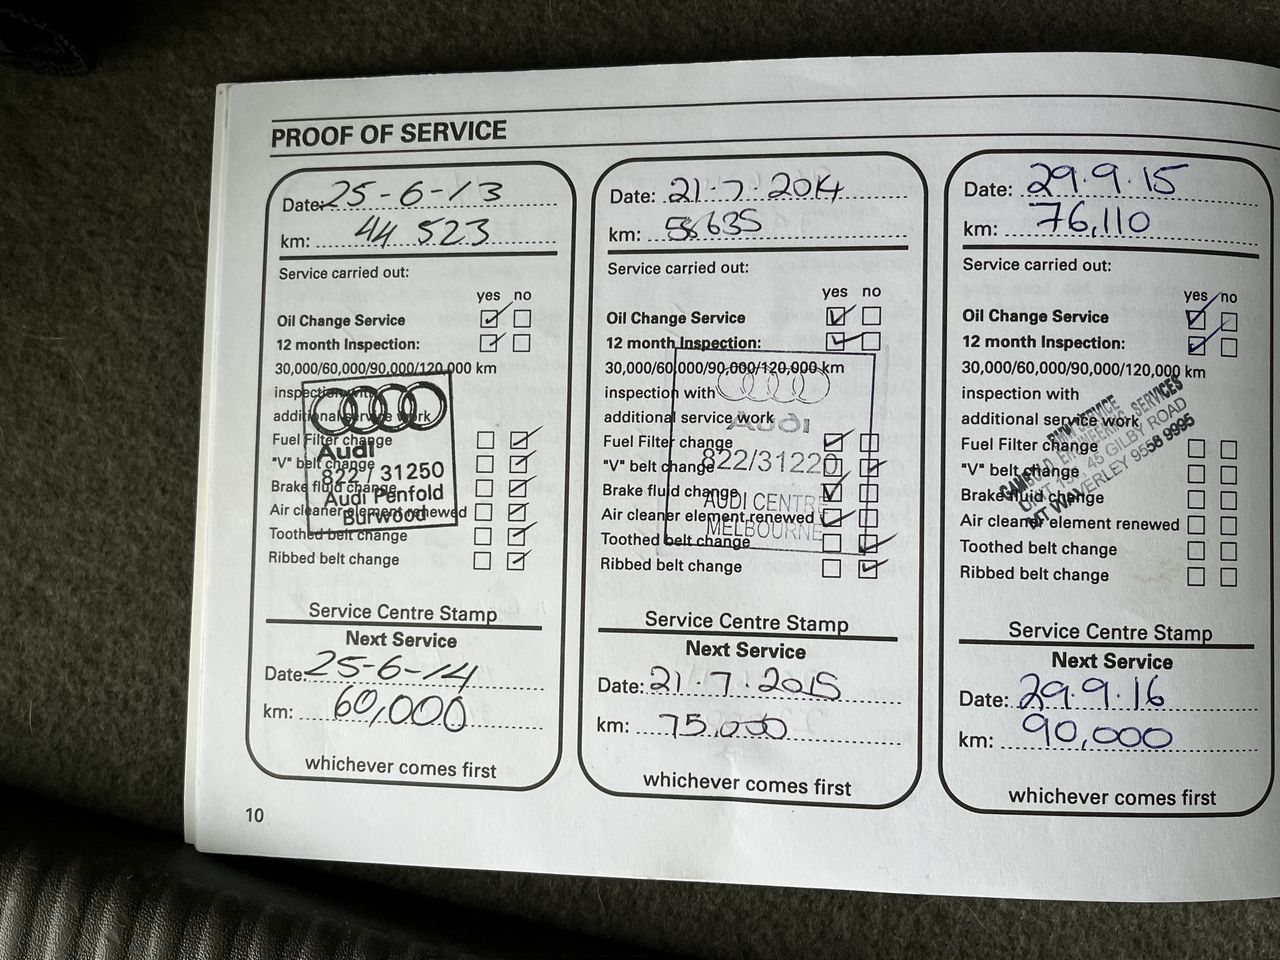 PROOF OF SERVICE
Date: 25-6-13
km: 44 523
Service carried out:
yes no
Oil Change Service
12 month Inspection:
30,000/60,000/90,000/120,000 km
inspection with
additional service work
Fuel Filter change
"V" belt change
Brake fluid change
Air cleaner element renewed
Toothed belt change
Ribbed belt change
Audi
822 / 31250
Audi Penfold
Burwood
Service Centre Stamp
Next Service
Date: 25-6-14
km: 60,000
whichever comes first
Date: 21.7.2014
km: 56635
Service carried out:
yes no
Oil Change Service
12 month Inspection:
30,000/60,000/90,000/120,000 km
inspection with
additional service work
Fuel Filter change
"V" belt change
Brake fluid change
Air cleaner element renewed
Toothed belt change
Ribbed belt change
Audi
822/31220
AUDI CENTRE
MELBOURNE
Service Centre Stamp
Next Service
Date: 21.7.2015
km: 75,000
whichever comes first
Date: 29.9.15
km: 76,110
Service carried out:
yes no
Oil Change Service
12 month Inspection:
30,000/60,000/90,000/120,000 km
inspection with
additional service work
Fuel Filter change
"V" belt change
Brake fluid change
Air cleaner element renewed
Toothed belt change
Ribbed belt change
SERVICE
ENGINEERING SERVICES
45 GILBY ROAD
MT WAVERLEY 9558 9995
Service Centre Stamp
Next Service
Date: 29.9.16
km: 90,000
whichever comes first
10